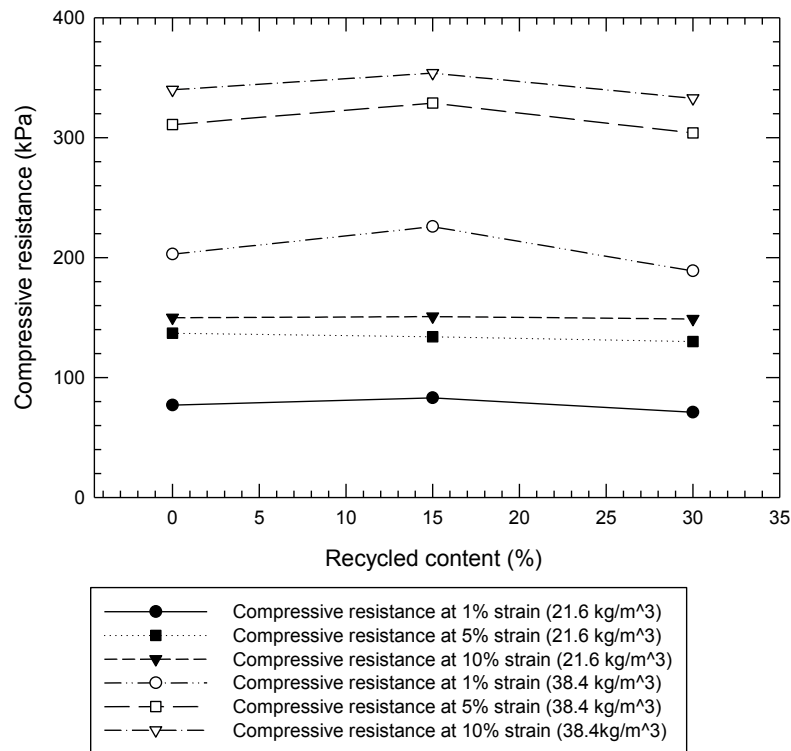 400
300
200
100
0
Compressive resistance (kPa)
0 5 10 15 20 25 30 35
Recycled content (%)
Compressive resistance at 1% strain (21.6 kg/m^3)
Compressive resistance at 5% strain (21.6 kg/m^3)
Compressive resistance at 10% strain (21.6 kg/m^3)
Compressive resistance at 1% strain (38.4 kg/m^3)
Compressive resistance at 5% strain (38.4 kg/m^3)
Compressive resistance at 10% strain (38.4kg/m^3)